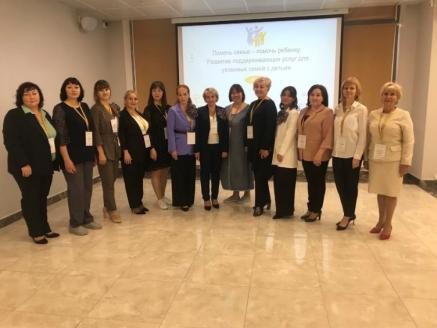 Помочь семье – помочь ребенку.
Развитие поддерживающих услуг для
уязвимых семей с детьми